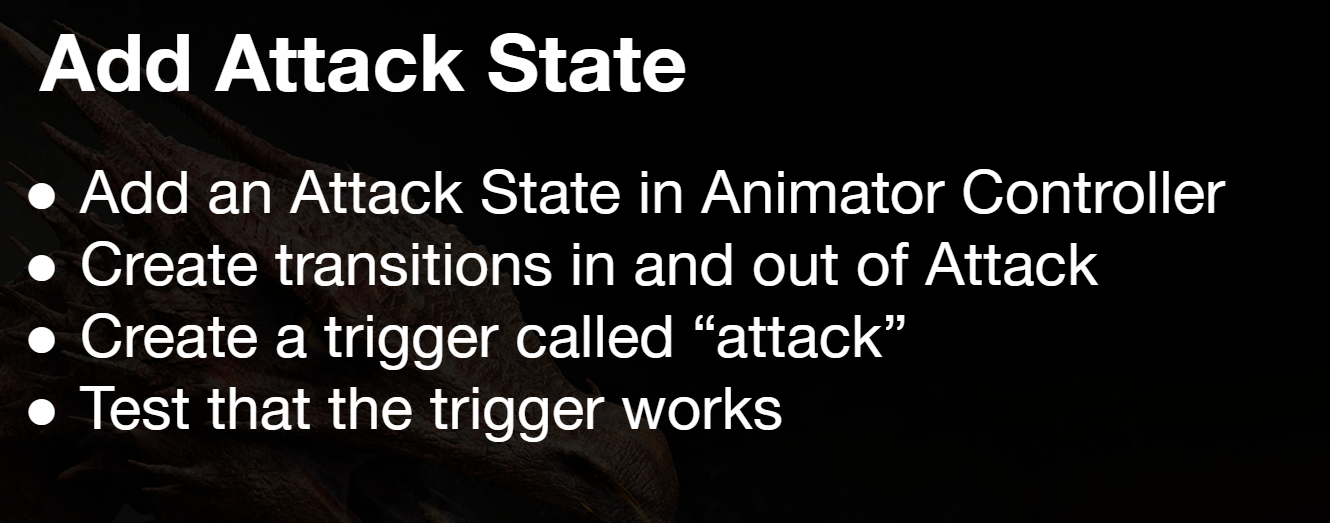 Add Attack State
● Add an Attack State in Animator Controller
● Create transitions in and out of Attack
● Create a trigger called “attack”
● Test that the trigger works